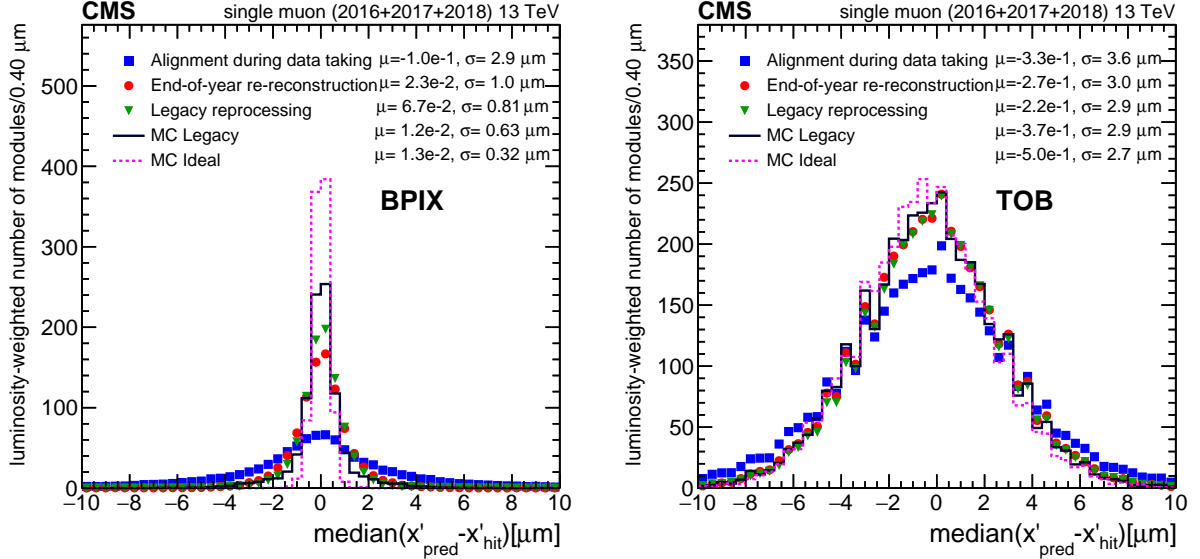 CMS single muon (2016+2017+2018) 13 TeV
luminosity-weighted number of modules/0.40 μm
Alignment during data taking μ=-1.0e-1, σ= 2.9 μm
End-of-year re-reconstruction μ= 2.3e-2, σ= 1.0 μm
Legacy reprocessing μ= 6.7e-2, σ= 0.81 μm
MC Legacy μ= 1.2e-2, σ= 0.63 μm
MC Ideal μ= 1.3e-2, σ= 0.32 μm
BPIX
500
400
300
200
100
0
−10 −8 −6 −4 −2 0 2 4 6 8 10
median(x'pred-x'hit)[μm]
CMS single muon (2016+2017+2018) 13 TeV
luminosity-weighted number of modules/0.40 μm
Alignment during data taking μ=-3.3e-1, σ= 3.6 μm
End-of-year re-reconstruction μ=-2.7e-1, σ= 3.0 μm
Legacy reprocessing μ=-2.2e-1, σ= 2.9 μm
MC Legacy μ=-3.7e-1, σ= 2.9 μm
MC Ideal μ=-5.0e-1, σ= 2.7 μm
TOB
350
300
250
200
150
100
50
0
−10 −8 −6 −4 −2 0 2 4 6 8 10
median(x'pred-x'hit)[μm]